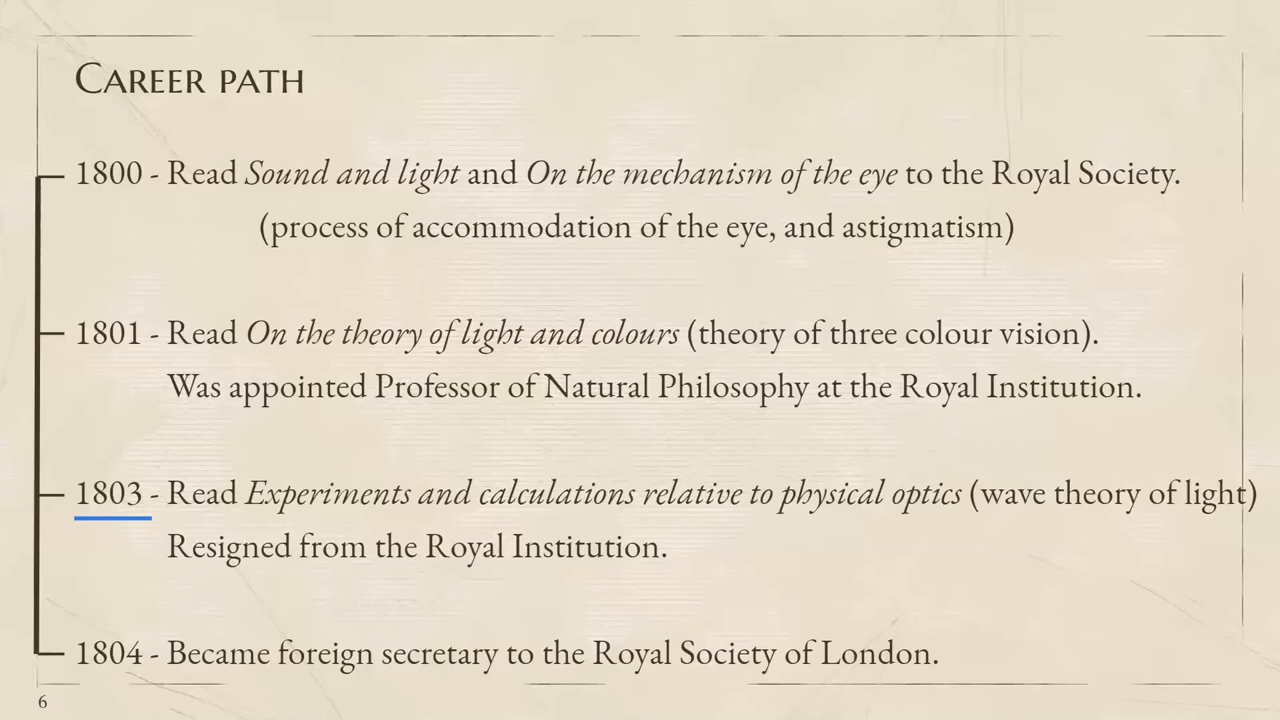 Career path
1800 - Read Sound and light and On the mechanism of the eye to the Royal Society.
(process of accommodation of the eye, and astigmatism)
1801 - Read On the theory of light and colours (theory of three colour vision).
Was appointed Professor of Natural Philosophy at the Royal Institution.
1803 - Read Experiments and calculations relative to physical optics (wave theory of light)
Resigned from the Royal Institution.
1804 - Became foreign secretary to the Royal Society of London.
6